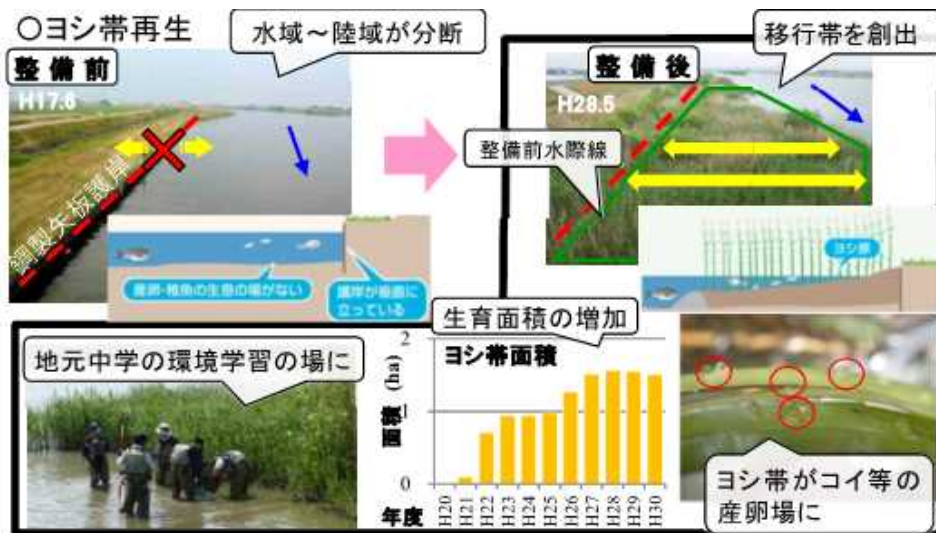 ○ヨシ帯再生
水域～陸域が分断
整備前
H17.8
鋼製矢板護岸
産卵・稚魚の生態の場がない
護岸が垂直に
立っている
移行帯を創出
整備後
H28.5
整備前水際線
ヨシ原
地元中学の環境学習の場に
生育面積の増加
ヨシ帯面積
面積 (ha)
2
1
0
年度
H20
H21
H22
H23
H24
H25
H26
H27
H28
H29
H30
ヨシ帯がコイ等の
産卵場に